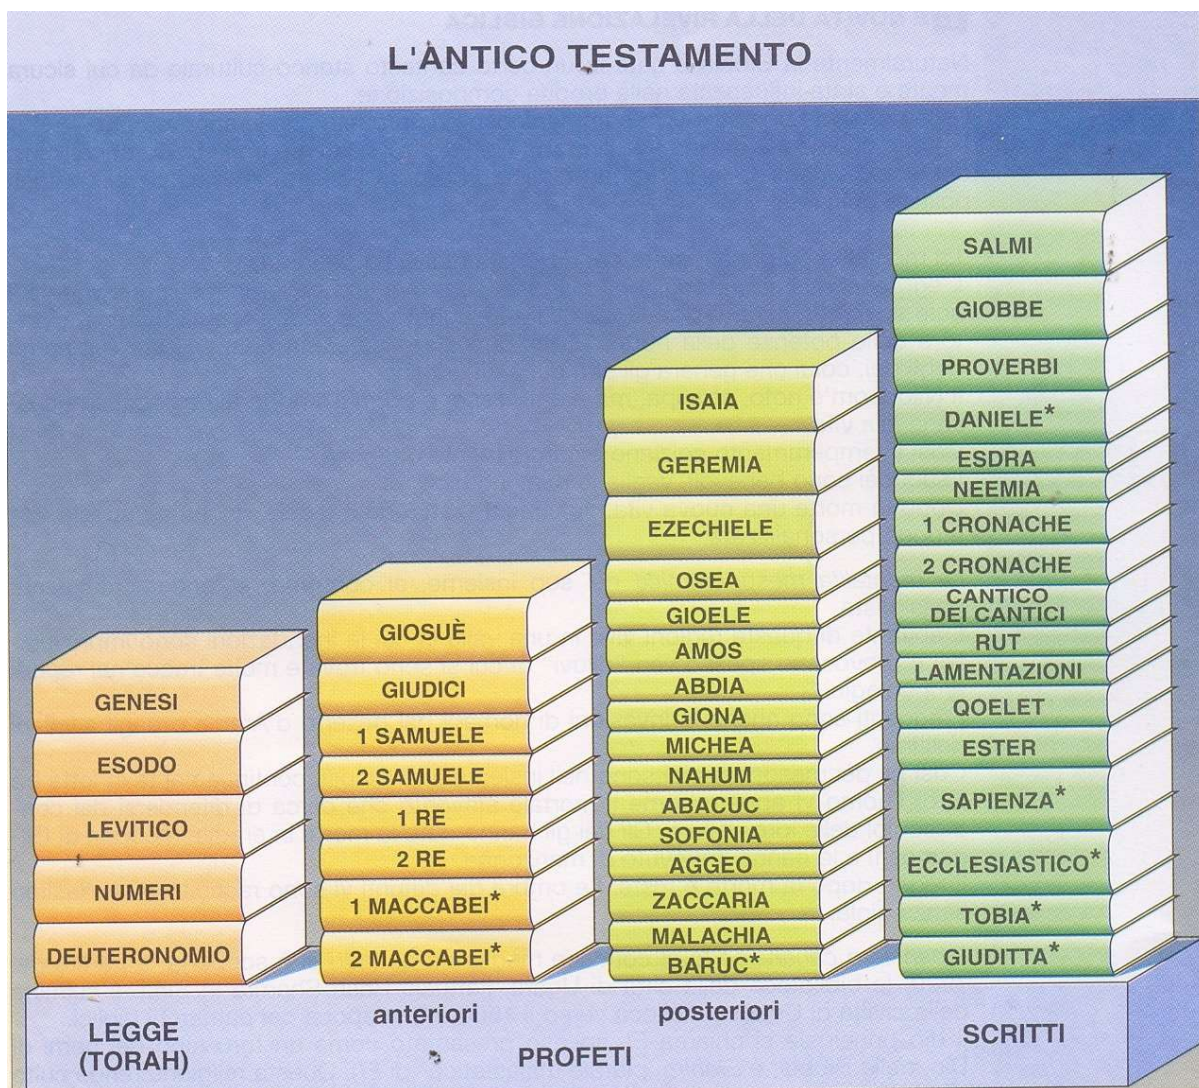 L'ANTICO TESTAMENTO
GENESI
ESODO
LEVITICO
NUMERI
DEUTERONOMIO
LEGGE
(TORAH)
GIOSUÈ
GIUDICI
1 SAMUELE
2 SAMUELE
1 RE
2 RE
1 MACCABEI*
2 MACCABEI*
anteriori
ISAIA
GEREMIA
EZECHIELE
OSEA
GIOELE
AMOS
ABDIA
GIONA
MICHEA
NAHUM
ABACUC
SOFONIA
AGGEO
ZACCARIA
MALACHIA
BARUC*
posteriori
PROFETI
SALMI
GIOBBE
PROVERBI
DANIELE*
ESDRA
NEEMIA
1 CRONACHE
2 CRONACHE
CANTICO
DEI CANTICI
RUT
LAMENTAZIONI
QOELET
ESTER
SAPIENZA*
ECCLESIASTICO*
TOBIA*
GIUDITTA*
SCRITTI